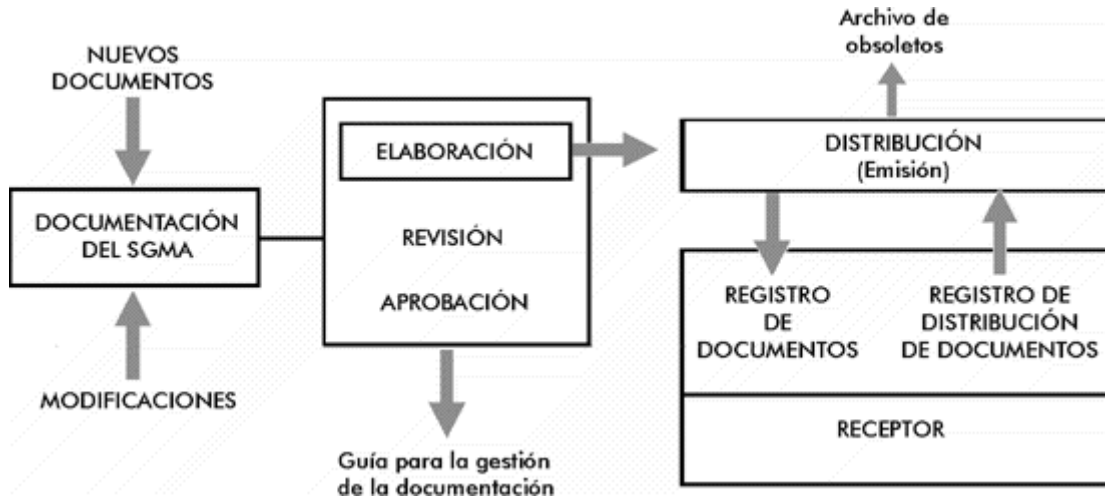 NUEVOS
DOCUMENTOS
DOCUMENTACIÓN
DEL SGMA
MODIFICACIONES
ELABORACIÓN
REVISIÓN
APROBACIÓN
Guía para la gestión
de la documentación
Archivo de
obsoletos
DISTRIBUCIÓN
(Emisión)
REGISTRO
DE
DOCUMENTOS
REGISTRO DE
DISTRIBUCIÓN
DE DOCUMENTOS
RECEPTOR